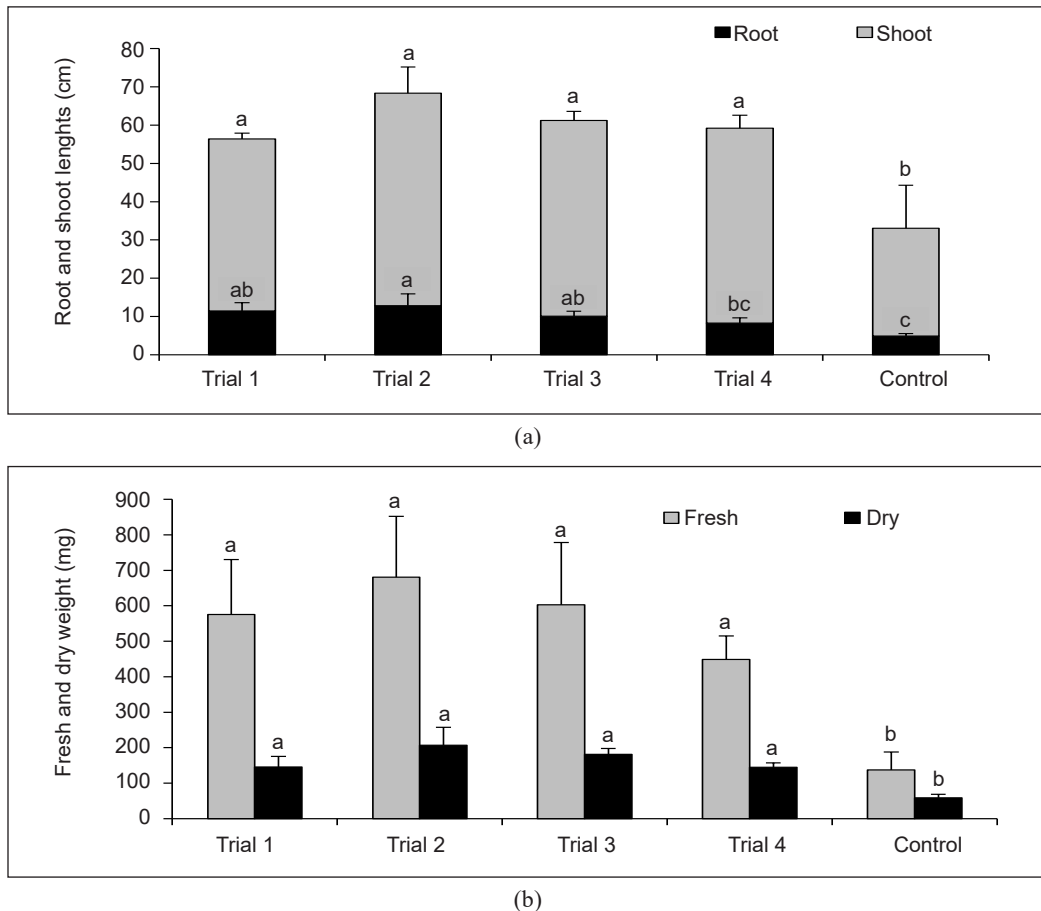 Root Shoot
Root and shoot lenghts (cm)
80
70
60
50
40
30
20
10
0
a a a a b
ab a ab bc c
Trial 1 Trial 2 Trial 3 Trial 4 Control
(a)
Fresh Dry
Fresh and dry weight (mg)
900
800
700
600
500
400
300
200
100
0
a a a a b
a a a a b
Trial 1 Trial 2 Trial 3 Trial 4 Control
(b)